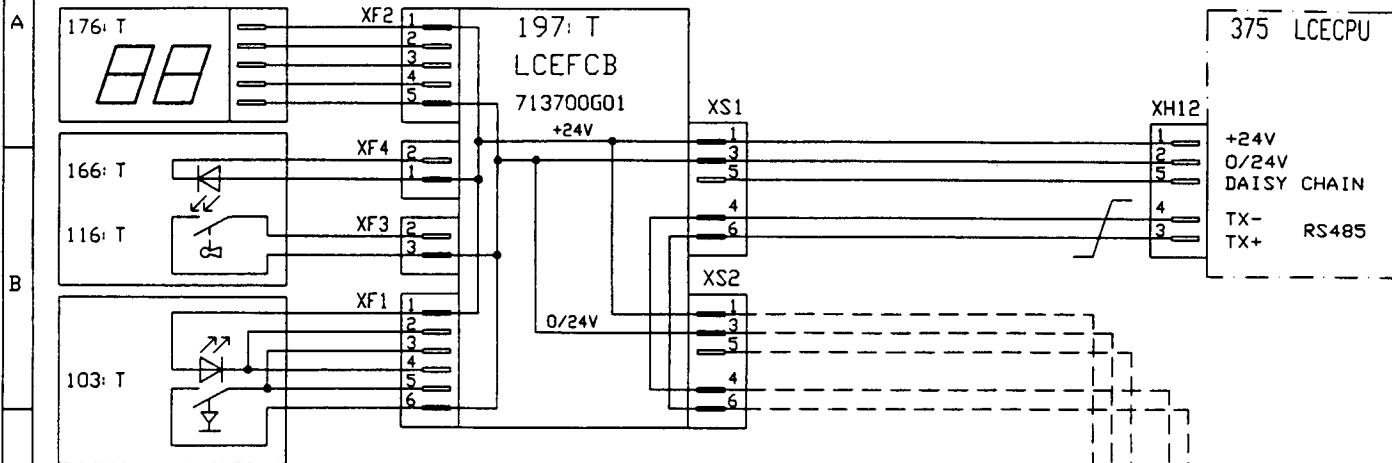 A
B
176: T
88
XF2
1
2
3
4
5
197: T
LCEFCB
713700G01
+24V
0/24V
166: T
116: T
XF4
2
1
XF3
2
3
103: T
XF1
1
2
3
4
5
6
XS1
1
3
5
4
6
XS2
1
3
5
4
6
375 LCECPU
XH12
1 +24V
2 0/24V
5 DAISY CHAIN
4 TX-
3 TX+
RS485